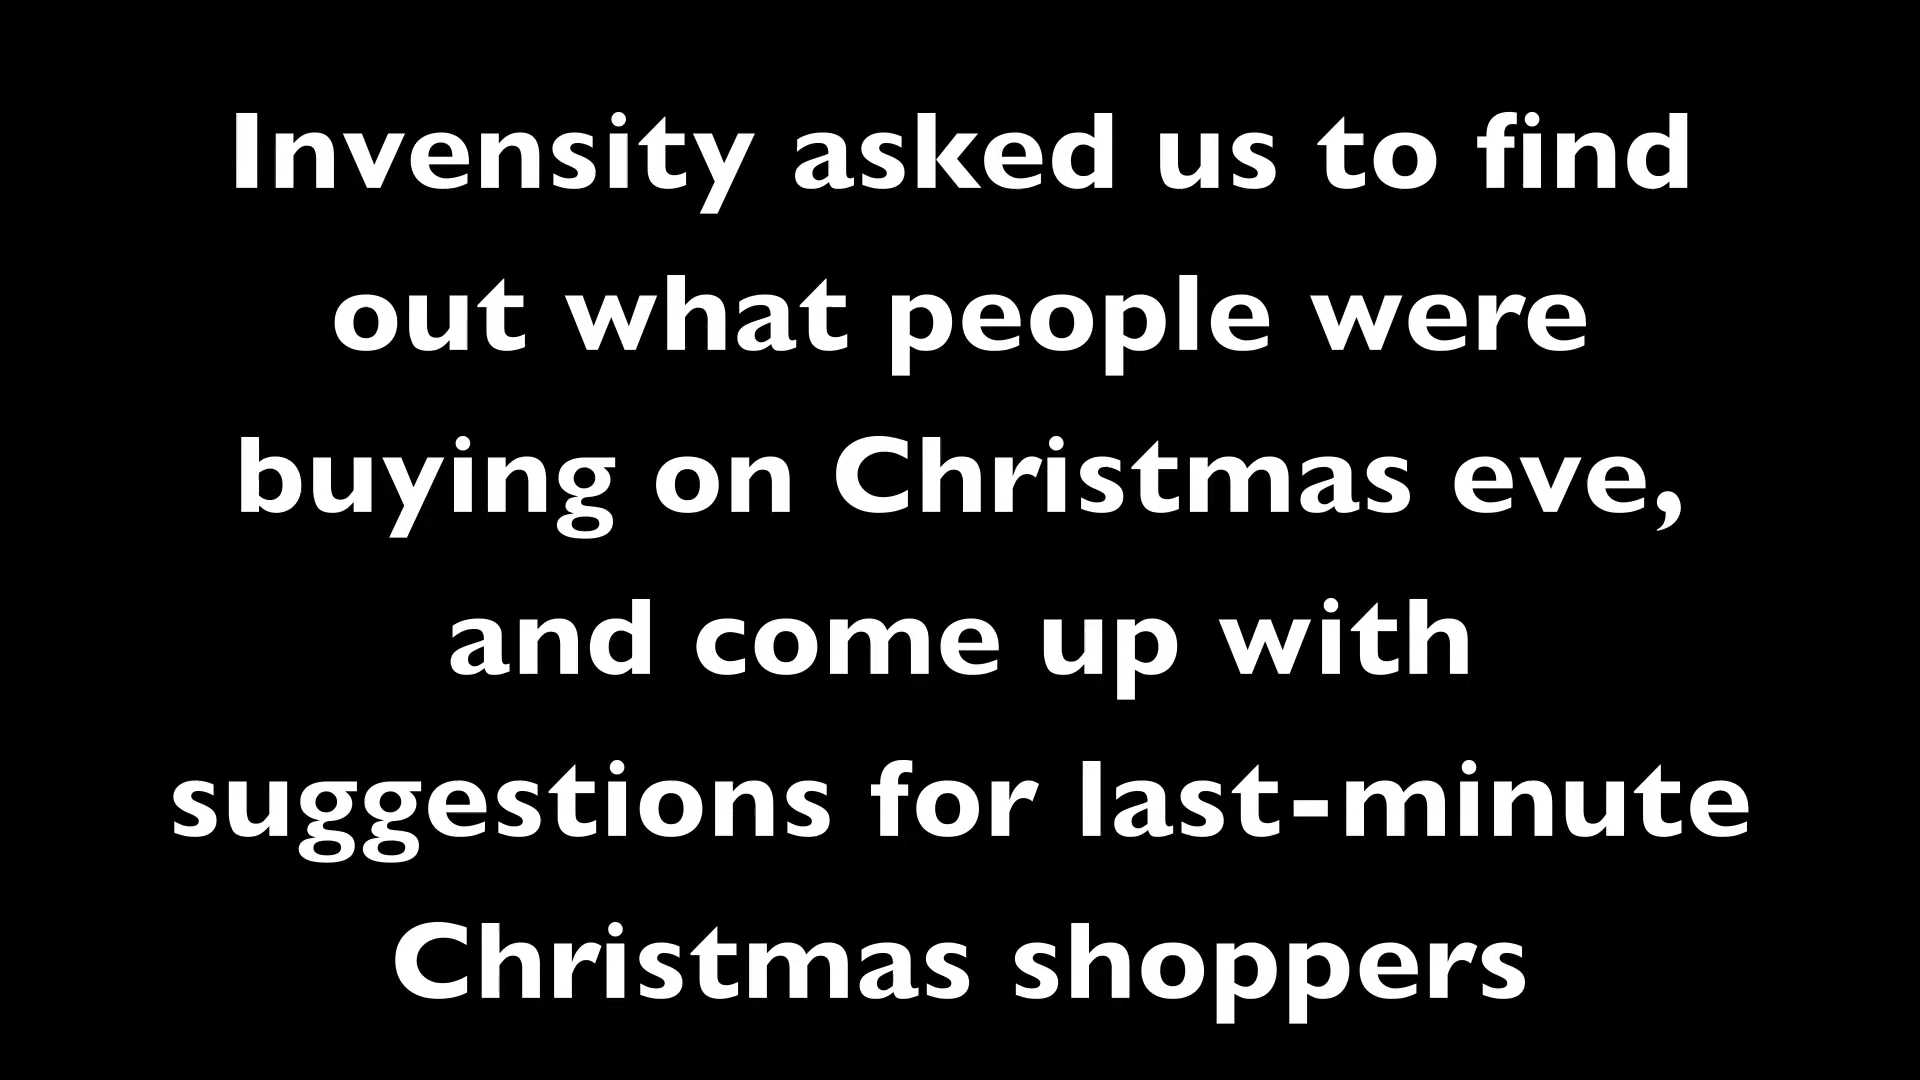 Invensity asked us to find
out what people were
buying on Christmas eve,
and come up with
suggestions for last-minute
Christmas shoppers